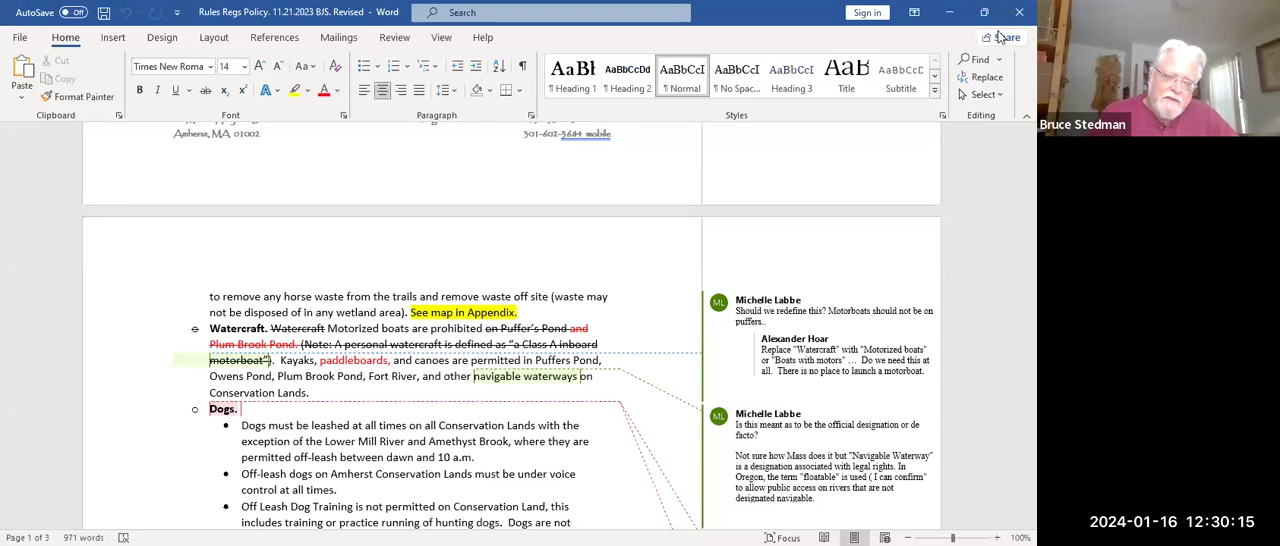 AutoSave Off Rules Regs Policy. 11.21.2023 BJS. Revised - Word Search Sign in
File Home Insert Design Layout References Mailings Review View Help Share
Paste Cut Copy Format Painter
Times New Roma 14
Find Replace Select
AaBb AaBbCcDd AaBbCcI AaBbCcI AaBbCcD AaB AaBbCcD
Heading 1 Heading 2 Normal No Spac... Heading 3 Title Subtitle
Clipboard Font Paragraph Styles Editing
Bruce Stedman
Amherst, MA 01002 301-602-3684 mobile
to remove any horse waste from the trails and remove waste off site (waste may
not be disposed of in any wetland area). See map in Appendix.
Watercraft. Watercraft Motorized boats are prohibited on Puffer's Pond and
Plum Brook Pond. (Note: A personal watercraft is defined as "a Class A inboard
motorboat"). Kayaks, paddleboards, and canoes are permitted in Puffers Pond,
Owens Pond, Plum Brook Pond, Fort River, and other navigable waterways on
Conservation Lands.
Dogs.
Dogs must be leashed at all times on all Conservation Lands with the
exception of the Lower Mill River and Amethyst Brook, where they are
permitted off-leash between dawn and 10 a.m.
Off-leash dogs on Amherst Conservation Lands must be under voice
control at all times.
Off Leash Dog Training is not permitted on Conservation Land, this
includes training or practice running of hunting dogs. Dogs are not
ML Michelle Labbe
Should we redefine this? Motorboats should not be on
puffers..
Alexander Hoar
Replace "Watercraft" with "Motorized boats"
or "Boats with motors" ... Do we need this at
all. There is no place to launch a motorboat.
ML Michelle Labbe
Is this meant as to be the official designation or de
facto?
Not sure how Mass does it but "Navigable Waterway"
is a designation associated with legal rights. In
Oregon, the term "floatable" is used ( I can confirm"
to allow public access on rivers that are not
designated navigable.
Page 1 of 3 971 words Focus 100%
2024-01-16 12:30:15